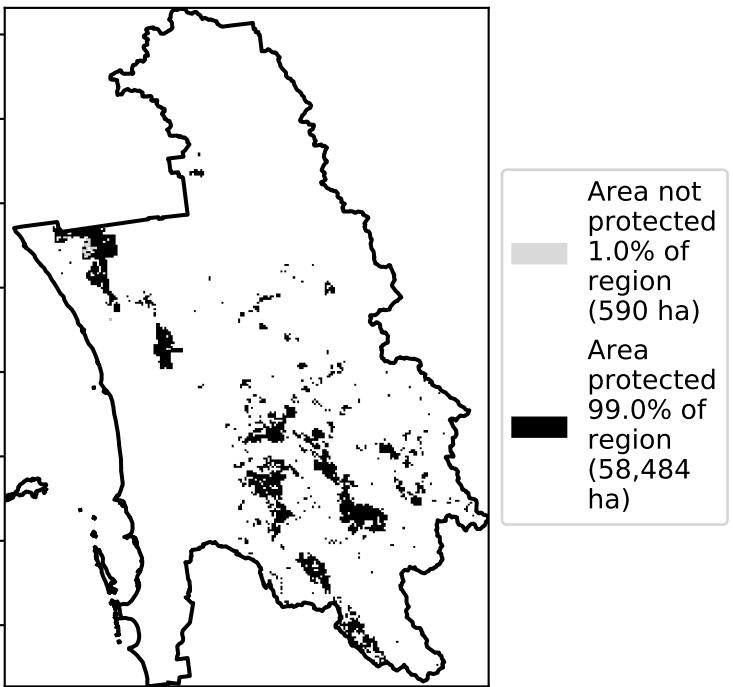 Area not
protected
1.0% of
region
(590 ha)
Area
protected
99.0% of
region
(58,484
ha)